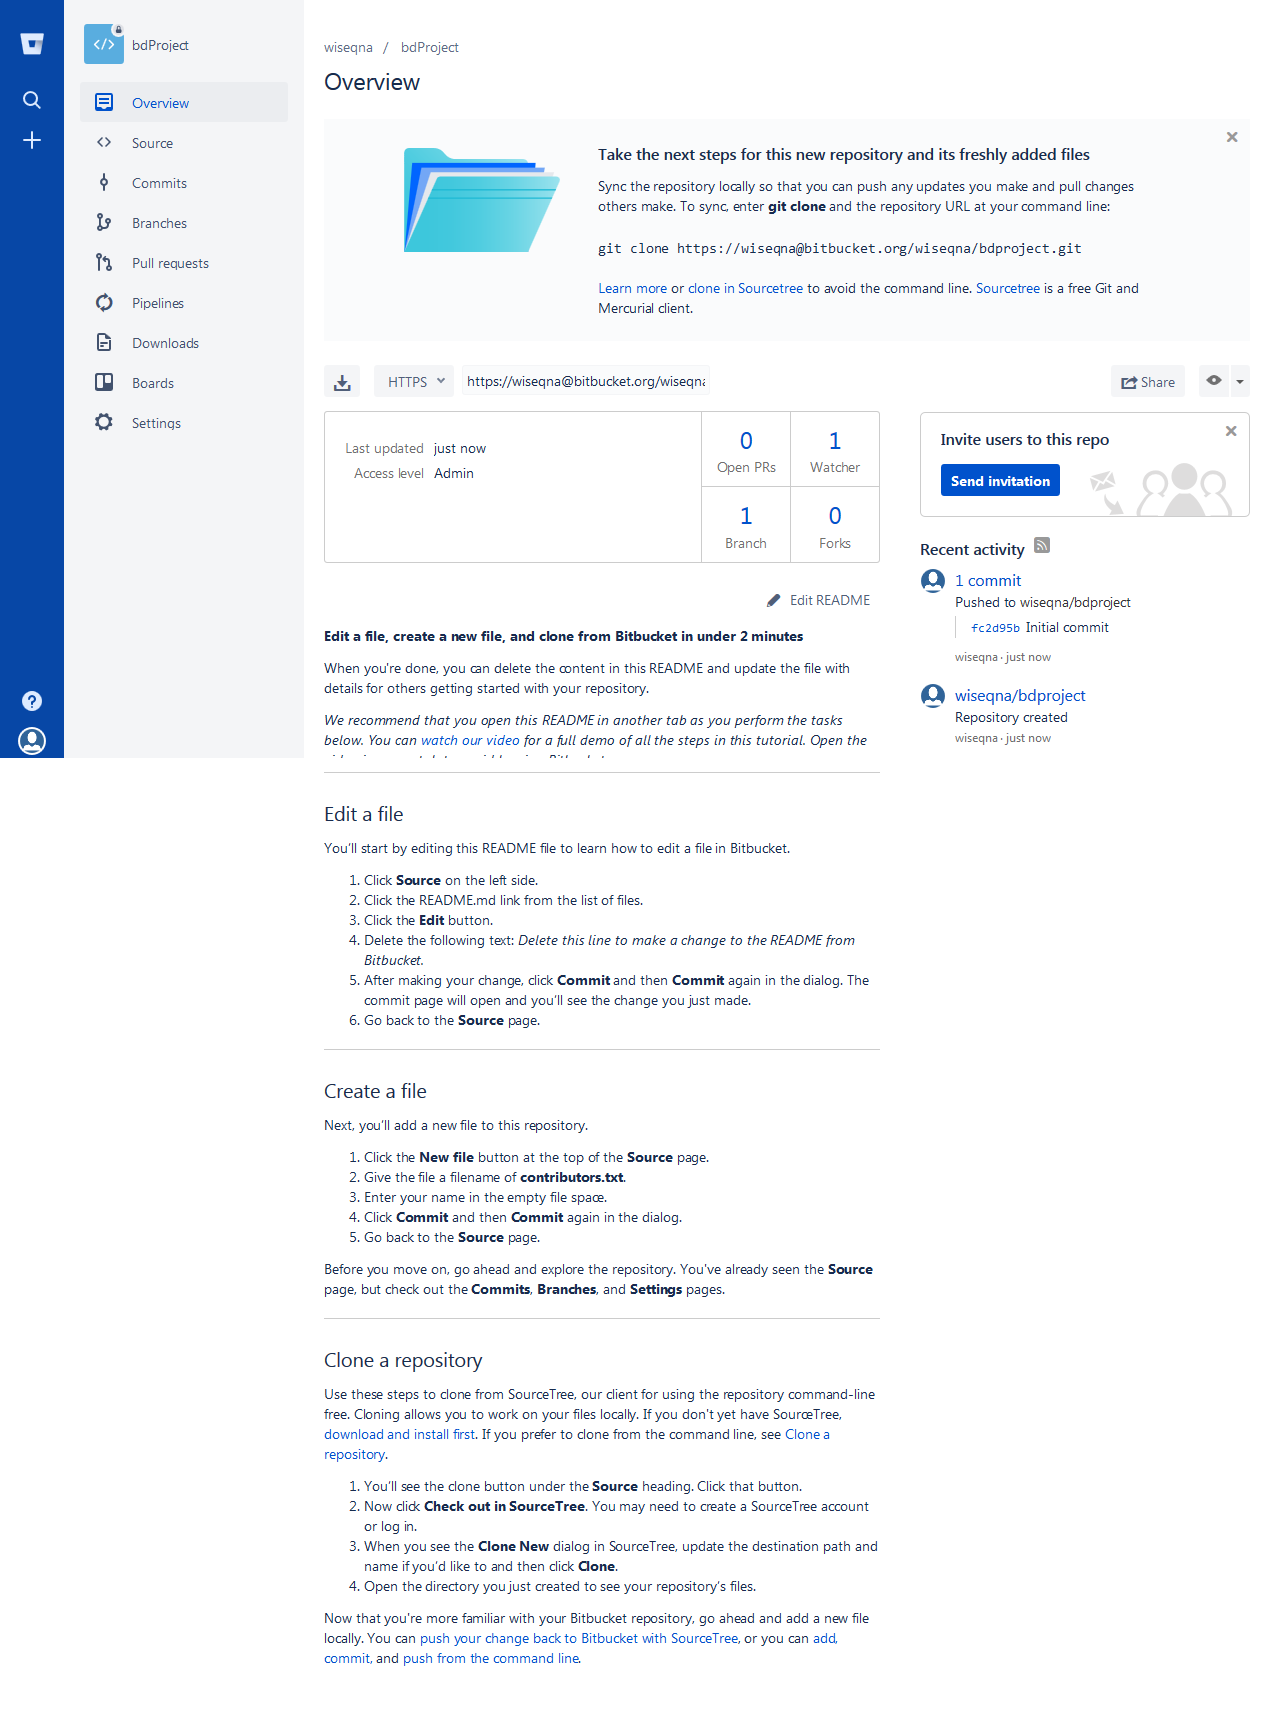 bdProject
Overview
Source
Commits
Branches
Pull requests
Pipelines
Downloads
Boards
Settings
wiseqna / bdProject
Overview
Take the next steps for this new repository and its freshly added files
Sync the repository locally so that you can push any updates you make and pull changes
others make. To sync, enter git clone and the repository URL at your command line:
git clone https://wiseqna@bitbucket.org/wiseqna/bdproject.git
Learn more or clone in Sourcetree to avoid the command line. Sourcetree is a free Git and
Mercurial client.
HTTPS https://wiseqna@bitbucket.org/wiseqna
Share
Last updated just now
Access level Admin
0
Open PRs
1
Watcher
1
Branch
0
Forks
Invite users to this repo
Send invitation
Recent activity
1 commit
Pushed to wiseqna/bdproject
fc2d95b Initial commit
wiseqna · just now
wiseqna/bdproject
Repository created
wiseqna · just now
Edit README
Edit a file, create a new file, and clone from Bitbucket in under 2 minutes
When you're done, you can delete the content in this README and update the file with
details for others getting started with your repository.
We recommend that you open this README in another tab as you perform the tasks
below. You can watch our video for a full demo of all the steps in this tutorial. Open the
Edit a file
You'll start by editing this README file to learn how to edit a file in Bitbucket.
1. Click Source on the left side.
2. Click the README.md link from the list of files.
3. Click the Edit button.
4. Delete the following text: Delete this line to make a change to the README from
Bitbucket.
5. After making your change, click Commit and then Commit again in the dialog. The
commit page will open and you'll see the change you just made.
6. Go back to the Source page.
Create a file
Next, you'll add a new file to this repository.
1. Click the New file button at the top of the Source page.
2. Give the file a filename of contributors.txt.
3. Enter your name in the empty file space.
4. Click Commit and then Commit again in the dialog.
5. Go back to the Source page.
Before you move on, go ahead and explore the repository. You've already seen the Source
page, but check out the Commits, Branches, and Settings pages.
Clone a repository
Use these steps to clone from SourceTree, our client for using the repository command-line
free. Cloning allows you to work on your files locally. If you don't yet have SourceTree,
download and install first. If you prefer to clone from the command line, see Clone a
repository.
1. You'll see the clone button under the Source heading. Click that button.
2. Now click Check out in SourceTree. You may need to create a SourceTree account
or log in.
3. When you see the Clone New dialog in SourceTree, update the destination path and
name if you'd like to and then click Clone.
4. Open the directory you just created to see your repository's files.
Now that you're more familiar with your Bitbucket repository, go ahead and add a new file
locally. You can push your change back to Bitbucket with SourceTree, or you can add,
commit, and push from the command line.